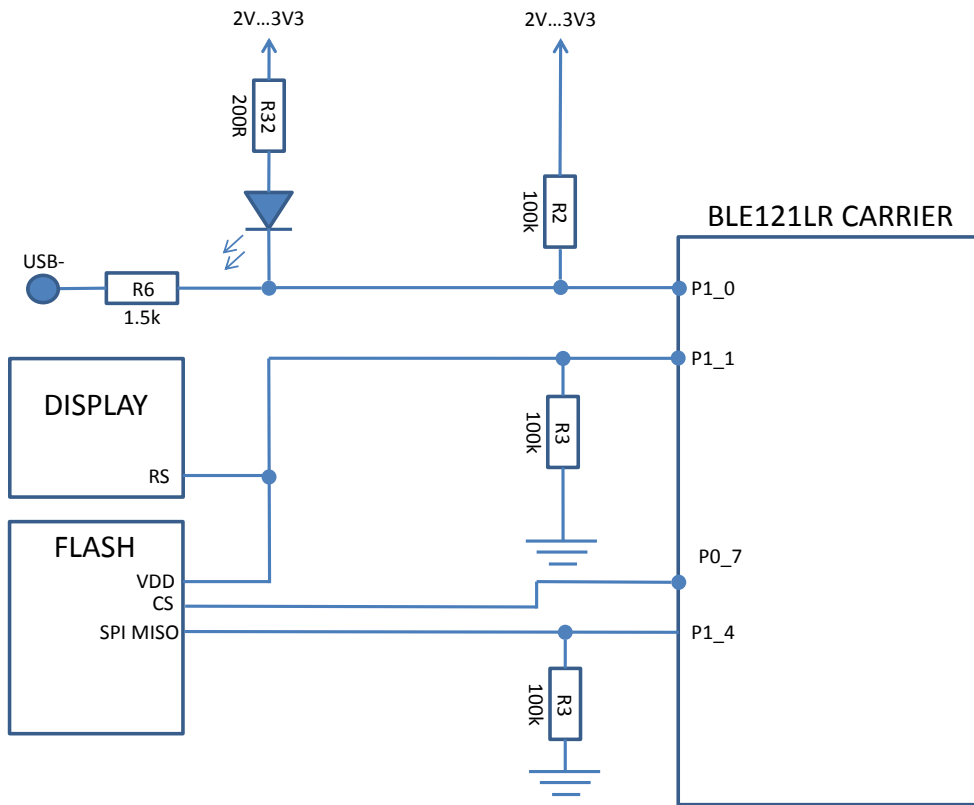 2V...3V3
2V...3V3
R32
200R
R2
100k
BLE121LR CARRIER
USB-
R6
1.5k
P1_0
P1_1
DISPLAY
RS
R3
100k
FLASH
VDD
CS
SPI MISO
P0_7
P1_4
R3
100k